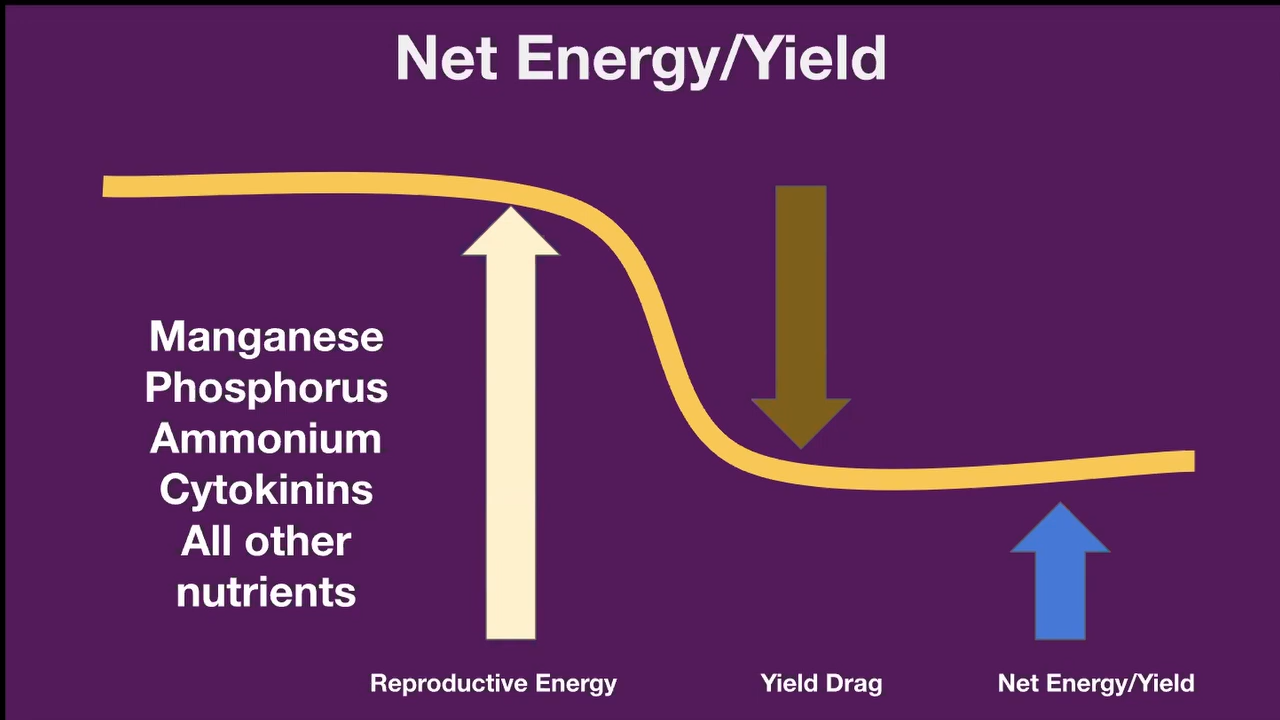 Net Energy/Yield
Manganese
Phosphorus
Ammonium
Cytokinins
All other
nutrients
Reproductive Energy
Yield Drag
Net Energy/Yield